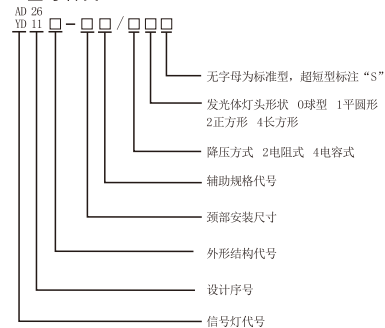 AD 26
YD 11 □-□□/□□□
无字母为标准型，超短型标注“S”
发光体灯头形状 0球型 1平圆形
2正方形 4长方形
降压方式 2电阻式 4电容式
辅助规格代号
颈部安装尺寸
外形结构代号
设计序号
信号灯代号